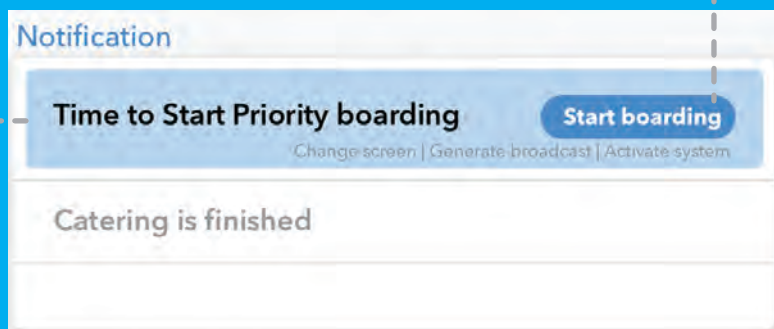 Notification
Time to Start Priority boarding
Start boarding
Change screen | Generate broadcast | Activate system
Catering is finished